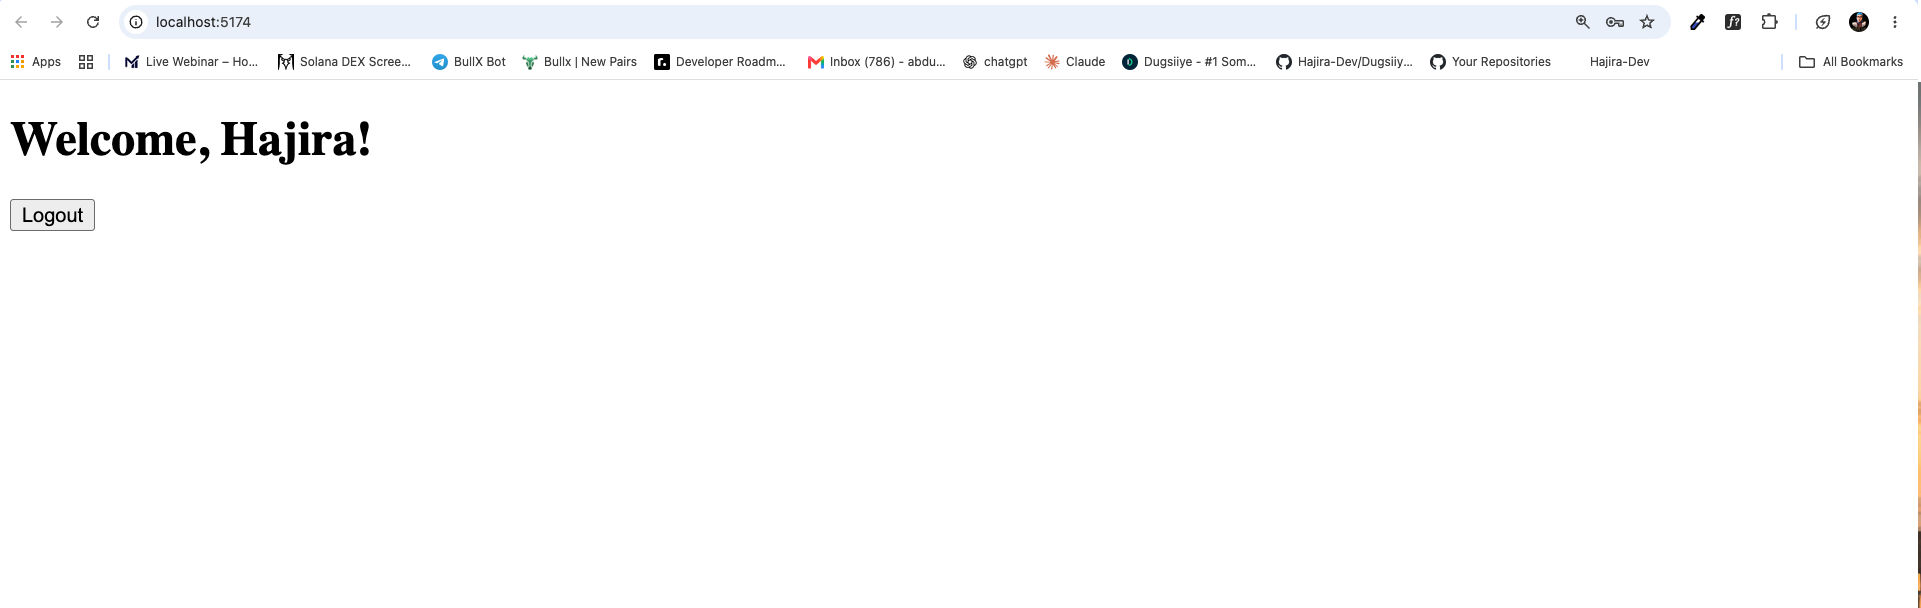 localhost:5174
Apps Live Webinar – Ho... Solana DEX Scree... BullX Bot Bullx | New Pairs Developer Roadm... Inbox (786) - abdu... chatgpt Claude Dugsiiye - #1 Som... Hajira-Dev/Dugsiiy... Your Repositories Hajira-Dev All Bookmarks
Welcome, Hajira!
Logout